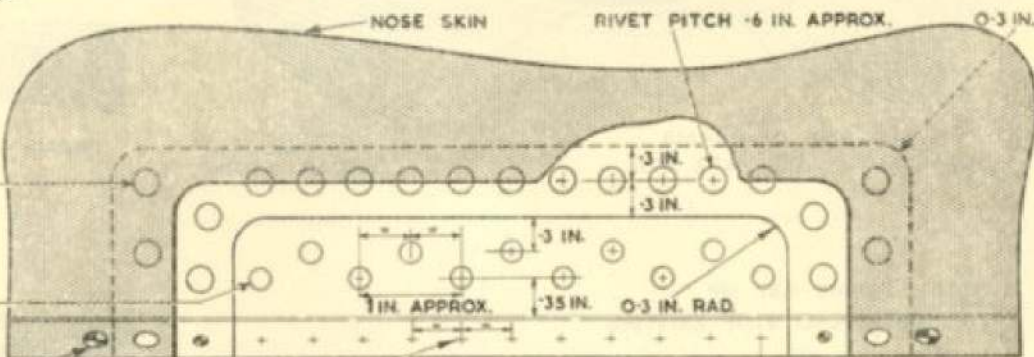 NOSE SKIN
RIVET PITCH ·6 IN. APPROX.
0·3 IN.
·3 IN.
·3 IN.
·3 IN.
1 IN. APPROX.
·35 IN.
0·3 IN. RAD.